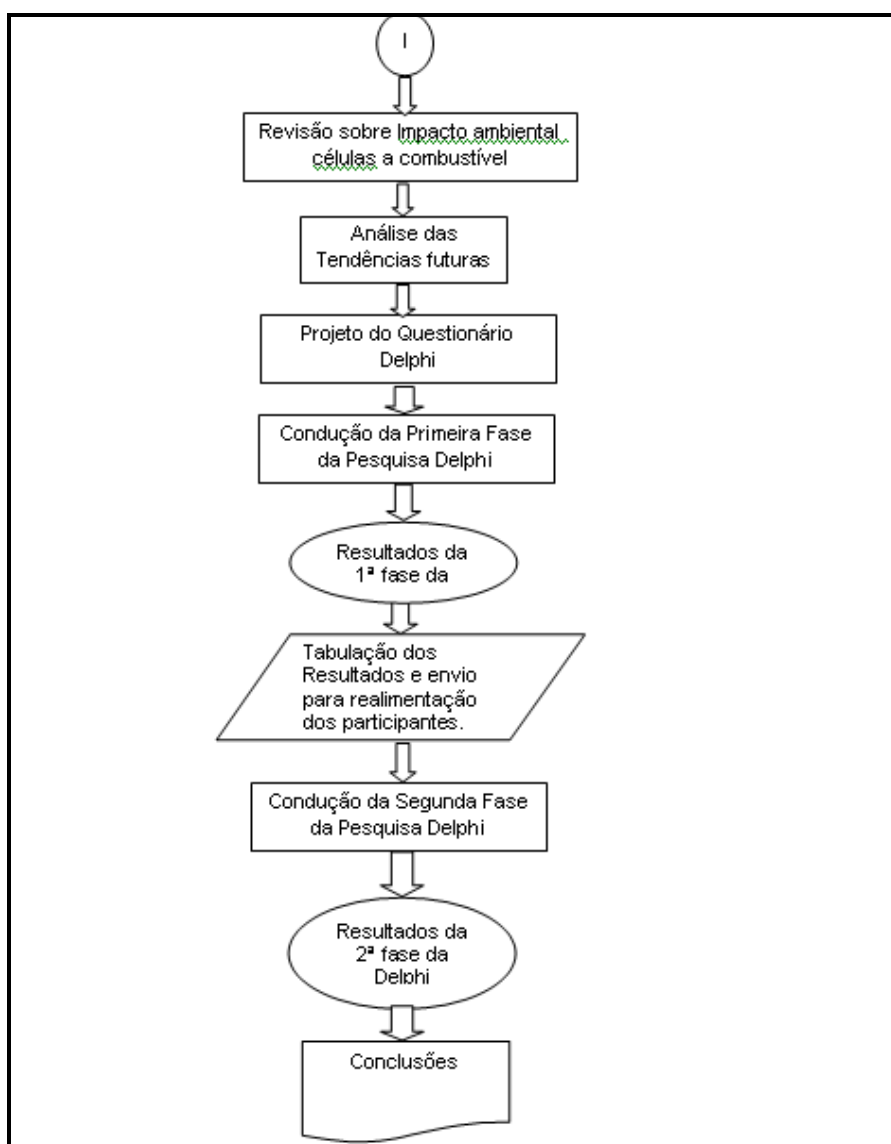 I
Revisão sobre Impacto ambiental
células a combustível
Análise das
Tendências futuras
Projeto do Questionário
Delphi
Condução da Primeira Fase
da Pesquisa Delphi
Resultados da
1ª fase da
Tabulação dos
Resultados e envio
para realimentação
dos participantes.
Condução da Segunda Fase
da Pesquisa Delphi
Resultados da
2ª fase da
Delphi
Conclusões